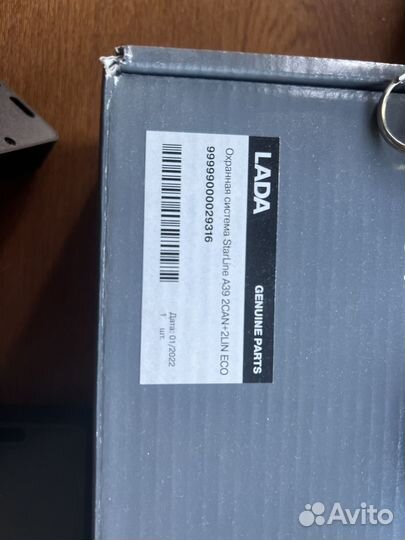 LADA
GENUINE PARTS
Охранная система StarLine A39 2CAN+2LIN ECO
99999000029316
Дата: 01/2022
1 шт.
Avito